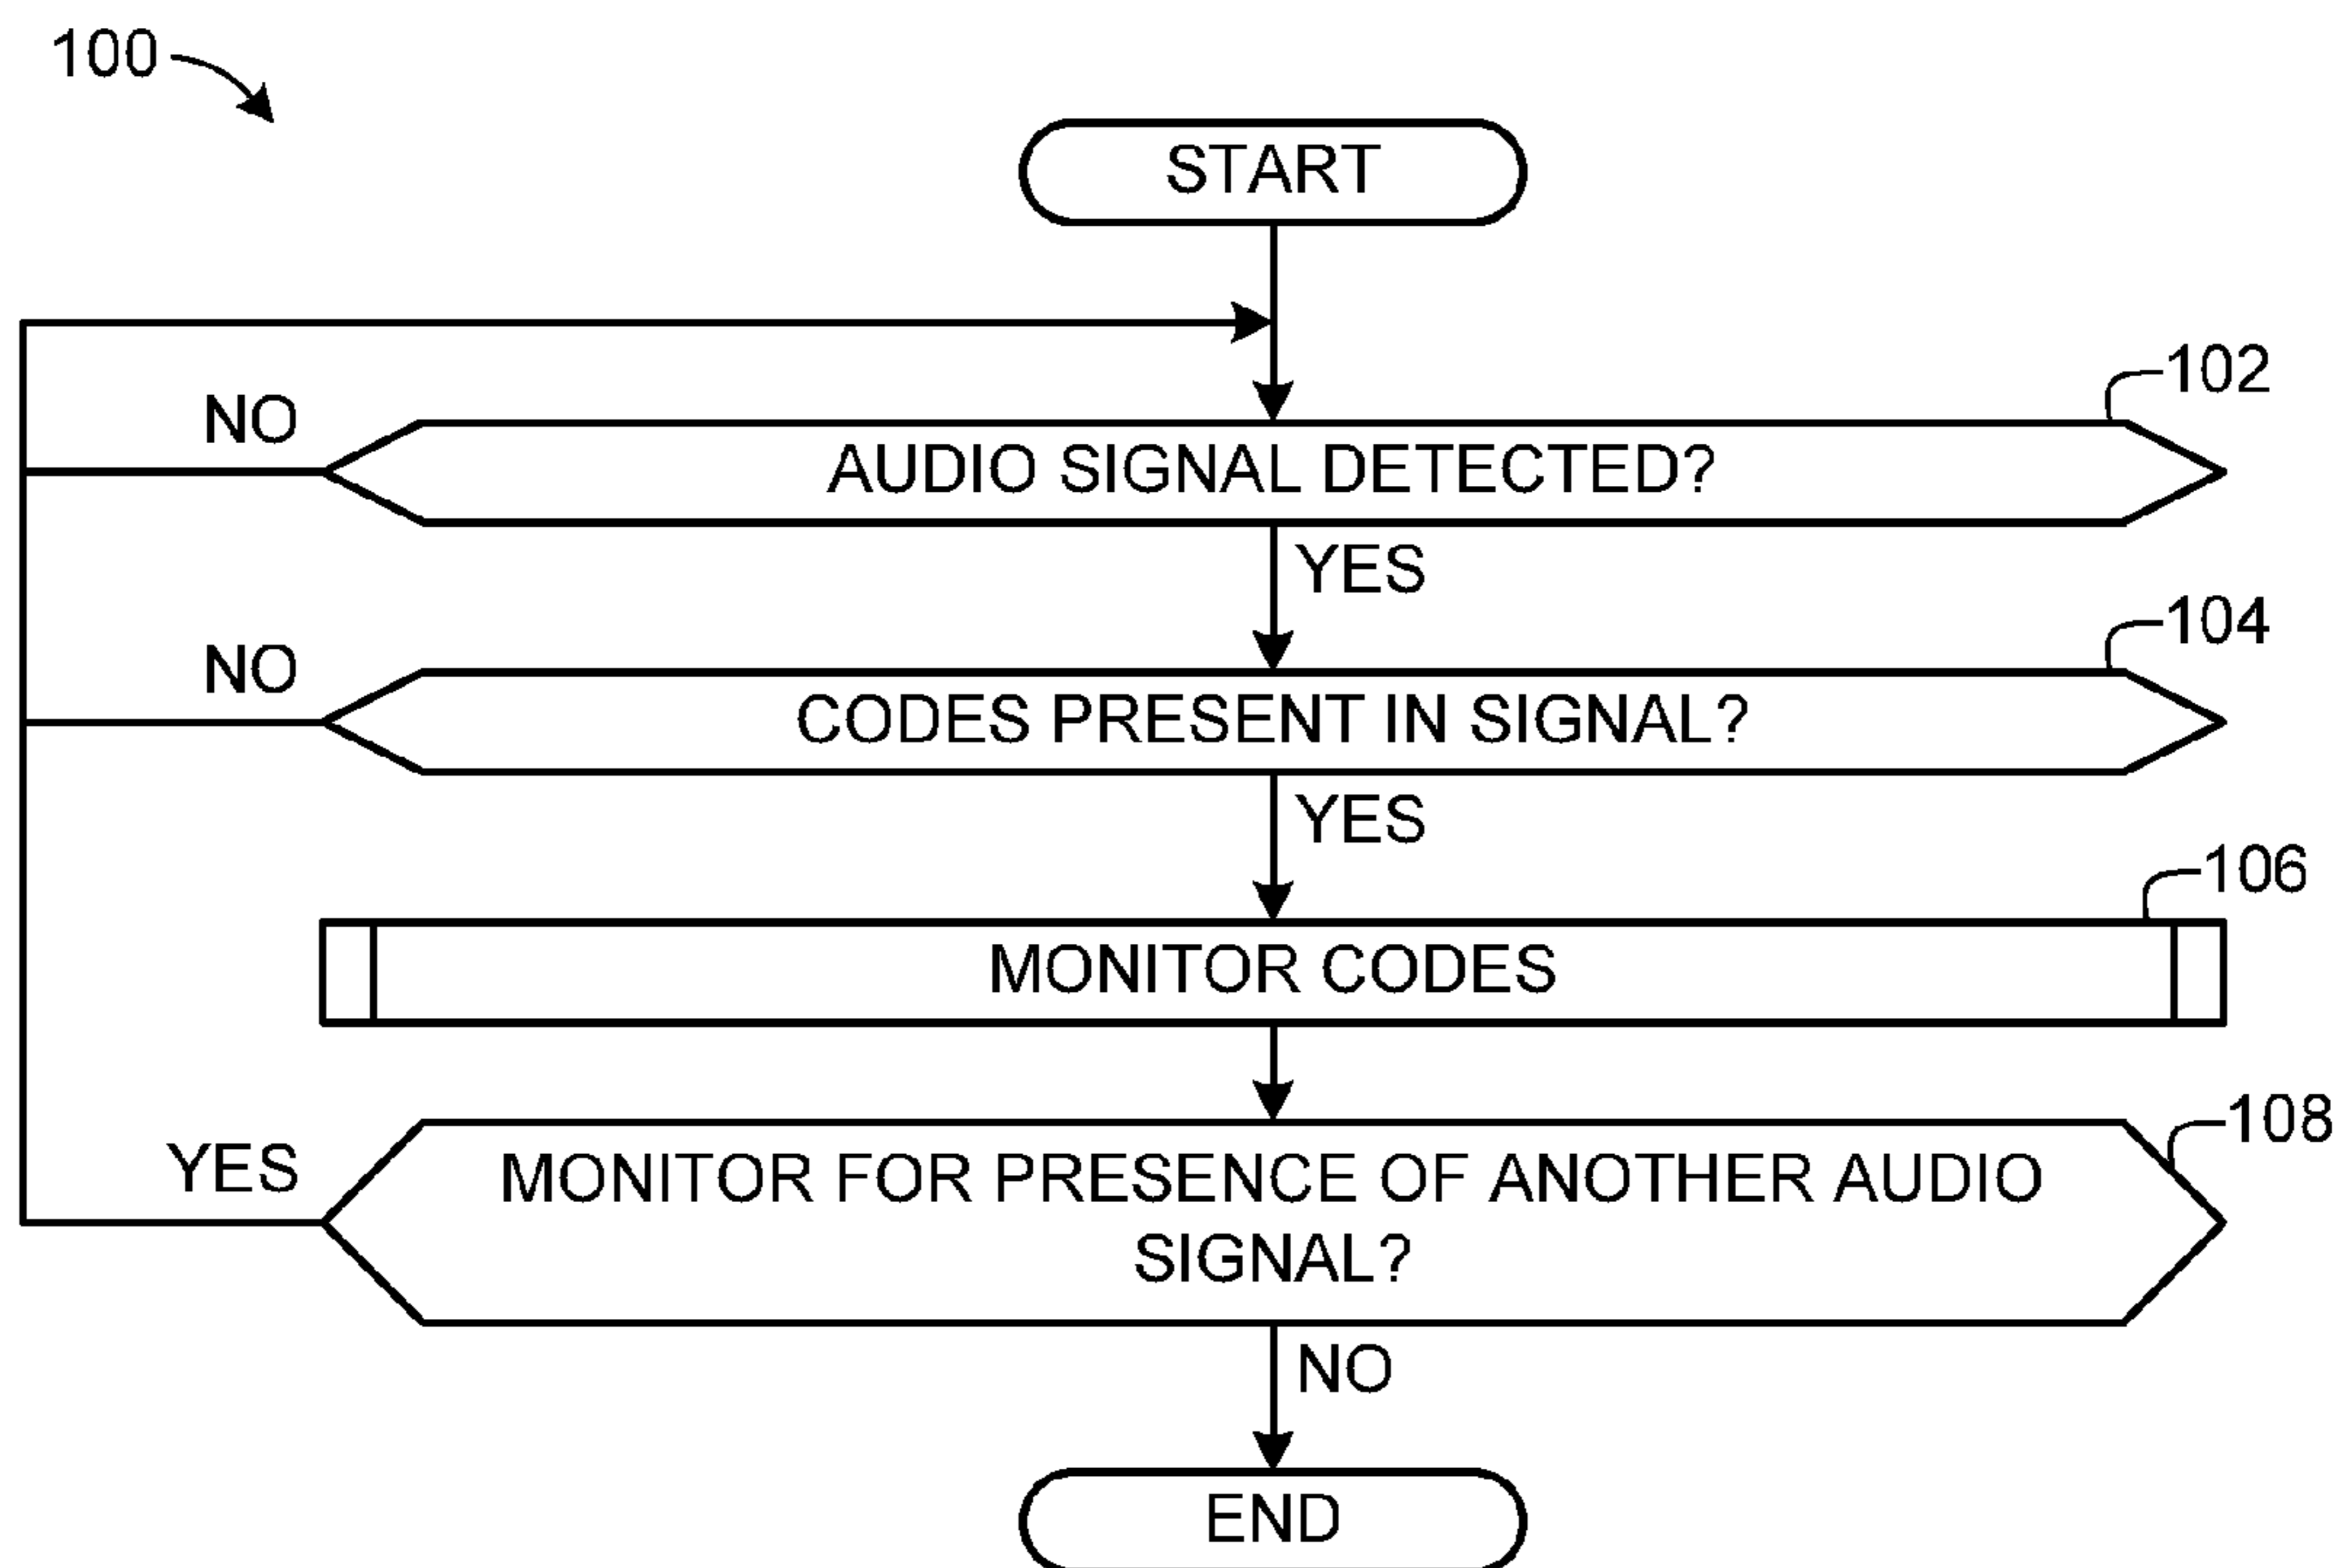 100
START
102
NO
AUDIO SIGNAL DETECTED?
YES
104
NO
CODES PRESENT IN SIGNAL?
YES
106
MONITOR CODES
108
YES
MONITOR FOR PRESENCE OF ANOTHER AUDIO
SIGNAL?
NO
END